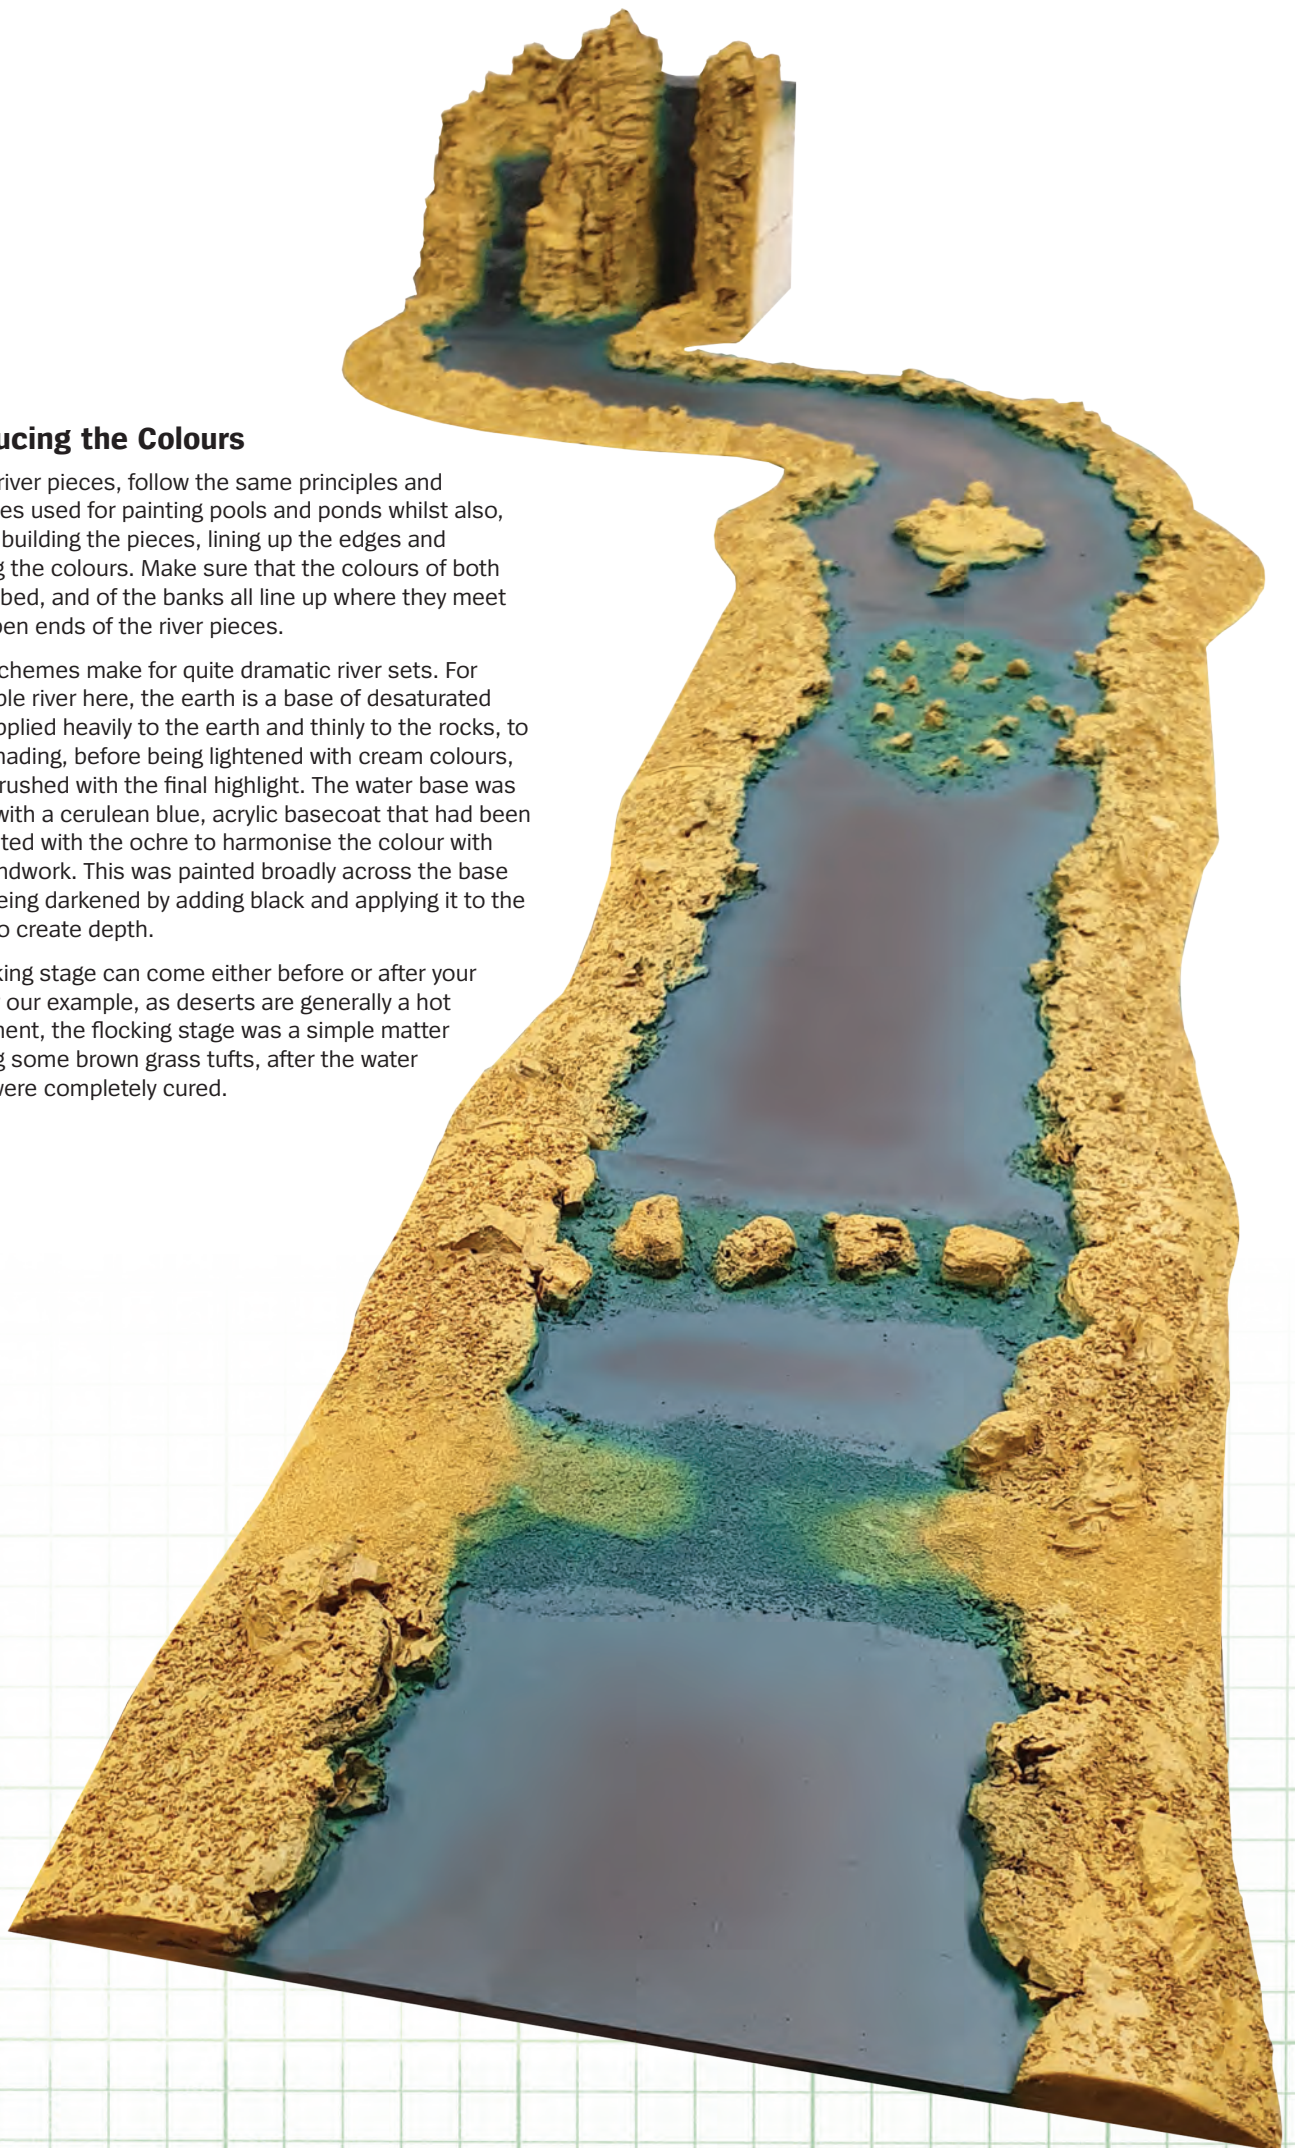 ucing the Colours
river pieces, follow the same principles and
es used for painting pools and ponds whilst also,
building the pieces, lining up the edges and
g the colours. Make sure that the colours of both
bed, and of the banks all line up where they meet
pen ends of the river pieces.
chemes make for quite dramatic river sets. For
ple river here, the earth is a base of desaturated
pplied heavily to the earth and thinly to the rocks, to
hading, before being lightened with cream colours,
rushed with the final highlight. The water base was
with a cerulean blue, acrylic basecoat that had been
ted with the ochre to harmonise the colour with
ndwork. This was painted broadly across the base
eing darkened by adding black and applying it to the
o create depth.
king stage can come either before or after your
our example, as deserts are generally a hot
ment, the flocking stage was a simple matter
g some brown grass tufts, after the water
were completely cured.